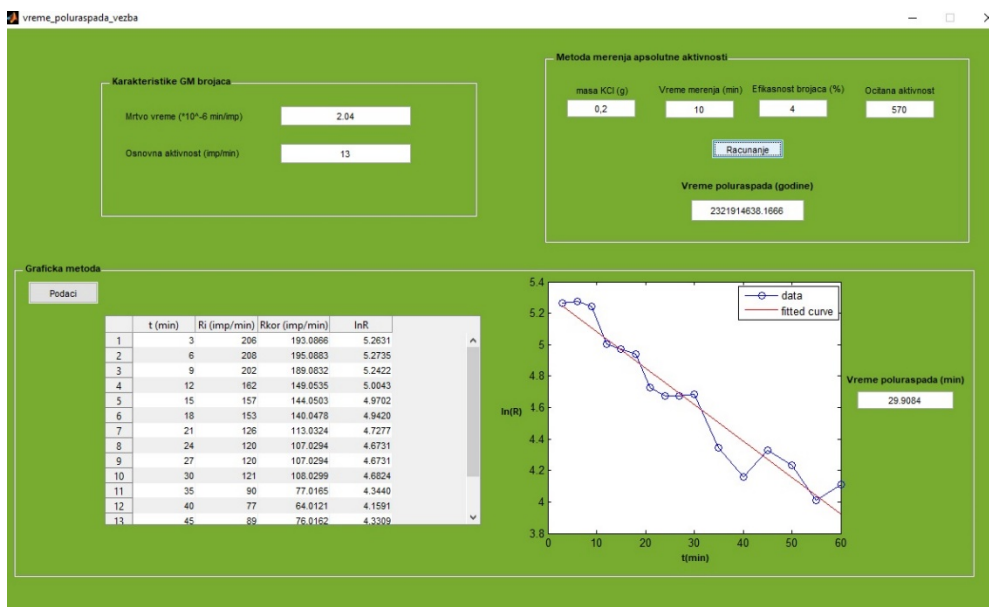 vreme_poluraspada_vezba
Karakteristike GM brojaca
Mrtvo vreme (*10^-6 min/imp) 2.04
Osnovna aktivnost (imp/min) 13
Metoda merenja apsolutne aktivnosti
masa KCl (g) Vreme merenja (min) Efikasnost brojaca (%) Ocitana aktivnost
0,2 10 4 570
Racunanje
Vreme poluraspada (godine)
2321914638.1666
Graficka metoda
Podaci
t (min) Ri (imp/min) Rkor (imp/min) lnR
1 3 206 193.0866 5.2631
2 6 208 195.0883 5.2735
3 9 202 189.0832 5.2422
4 12 162 149.0535 5.0043
5 15 157 144.0503 4.9702
6 18 153 140.0478 4.9420
7 21 126 113.0324 4.7277
8 24 120 107.0294 4.6731
9 27 120 107.0294 4.6731
10 30 121 108.0299 4.6824
11 35 90 77.0165 4.3440
12 40 77 64.0121 4.1591
13 45 89 76.0162 4.3309
5.4
5.2
5
4.8
4.6
4.4
4.2
4
3.8
ln(R)
data
fitted curve
0 10 20 30 40 50 60
t(min)
Vreme poluraspada (min)
29.9084